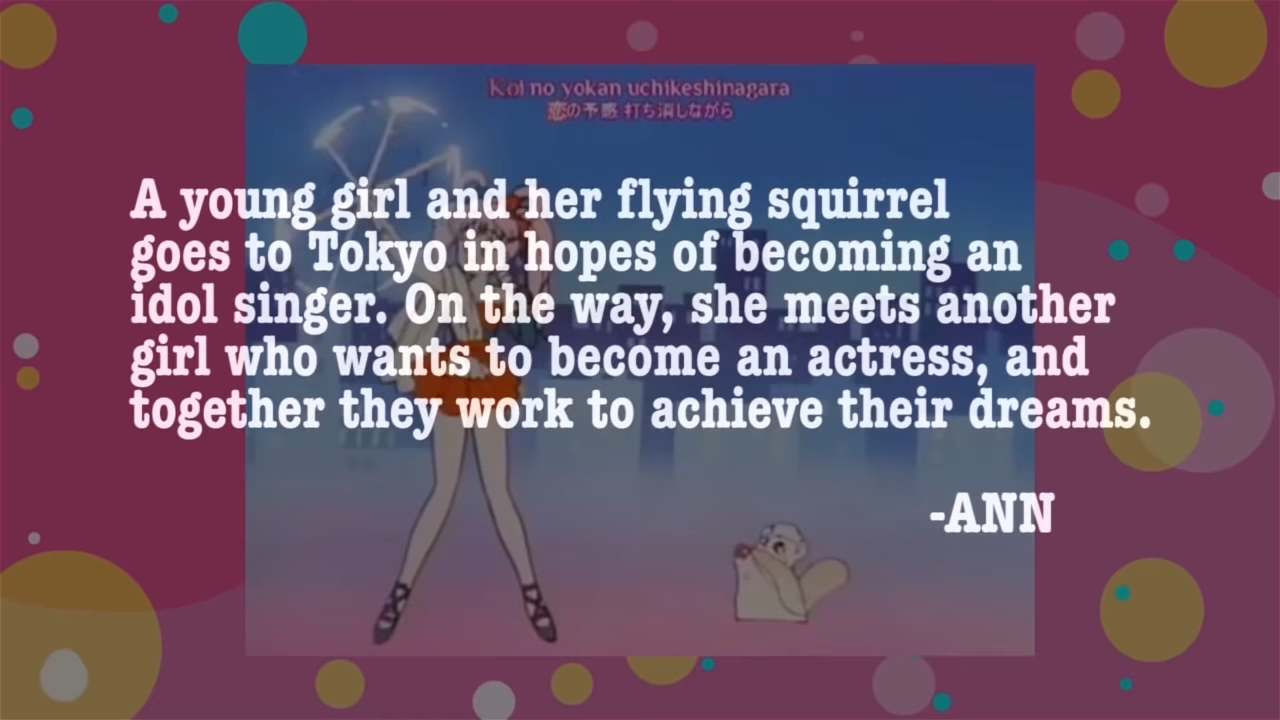 Koi no yokan uchikeshinagara
恋の予感 打ち消しながら
A young girl and her flying squirrel
goes to Tokyo in hopes of becoming an
idol singer. On the way, she meets another
girl who wants to become an actress, and
together they work to achieve their dreams.
-ANN